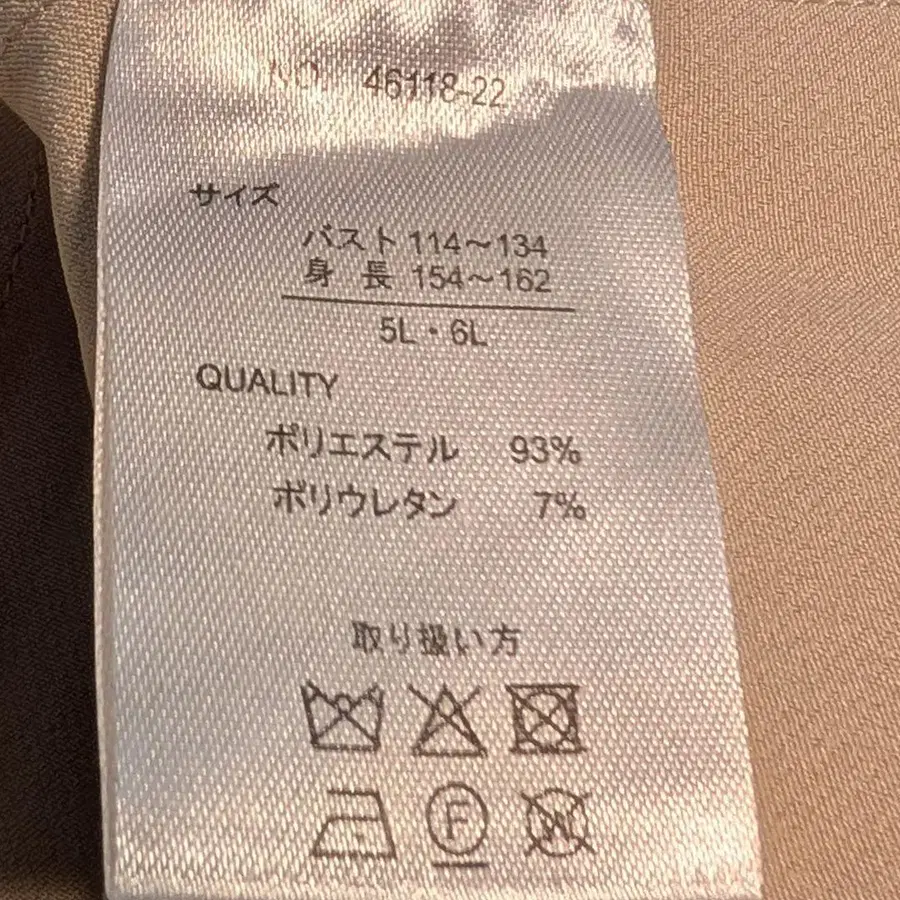 NO. 46118-22
サイズ
バスト 114～134
身 長 154～162
5L・6L
QUALITY
ポリエステル 93%
ポリウレタン 7%
取り扱い方
F W